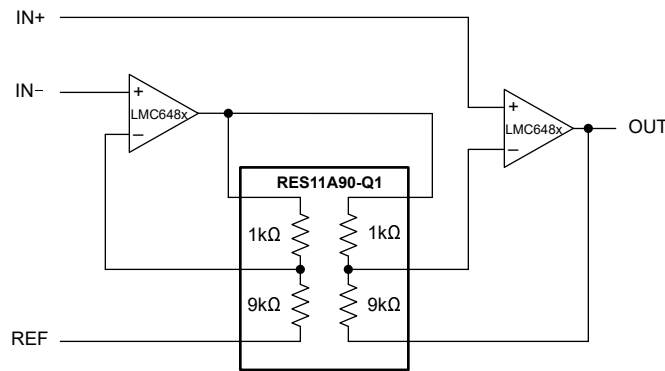 IN+
IN−
+
LMC648x
−
+
LMC648x
−
OUT
RES11A90-Q1
1kΩ
1kΩ
9kΩ
9kΩ
REF